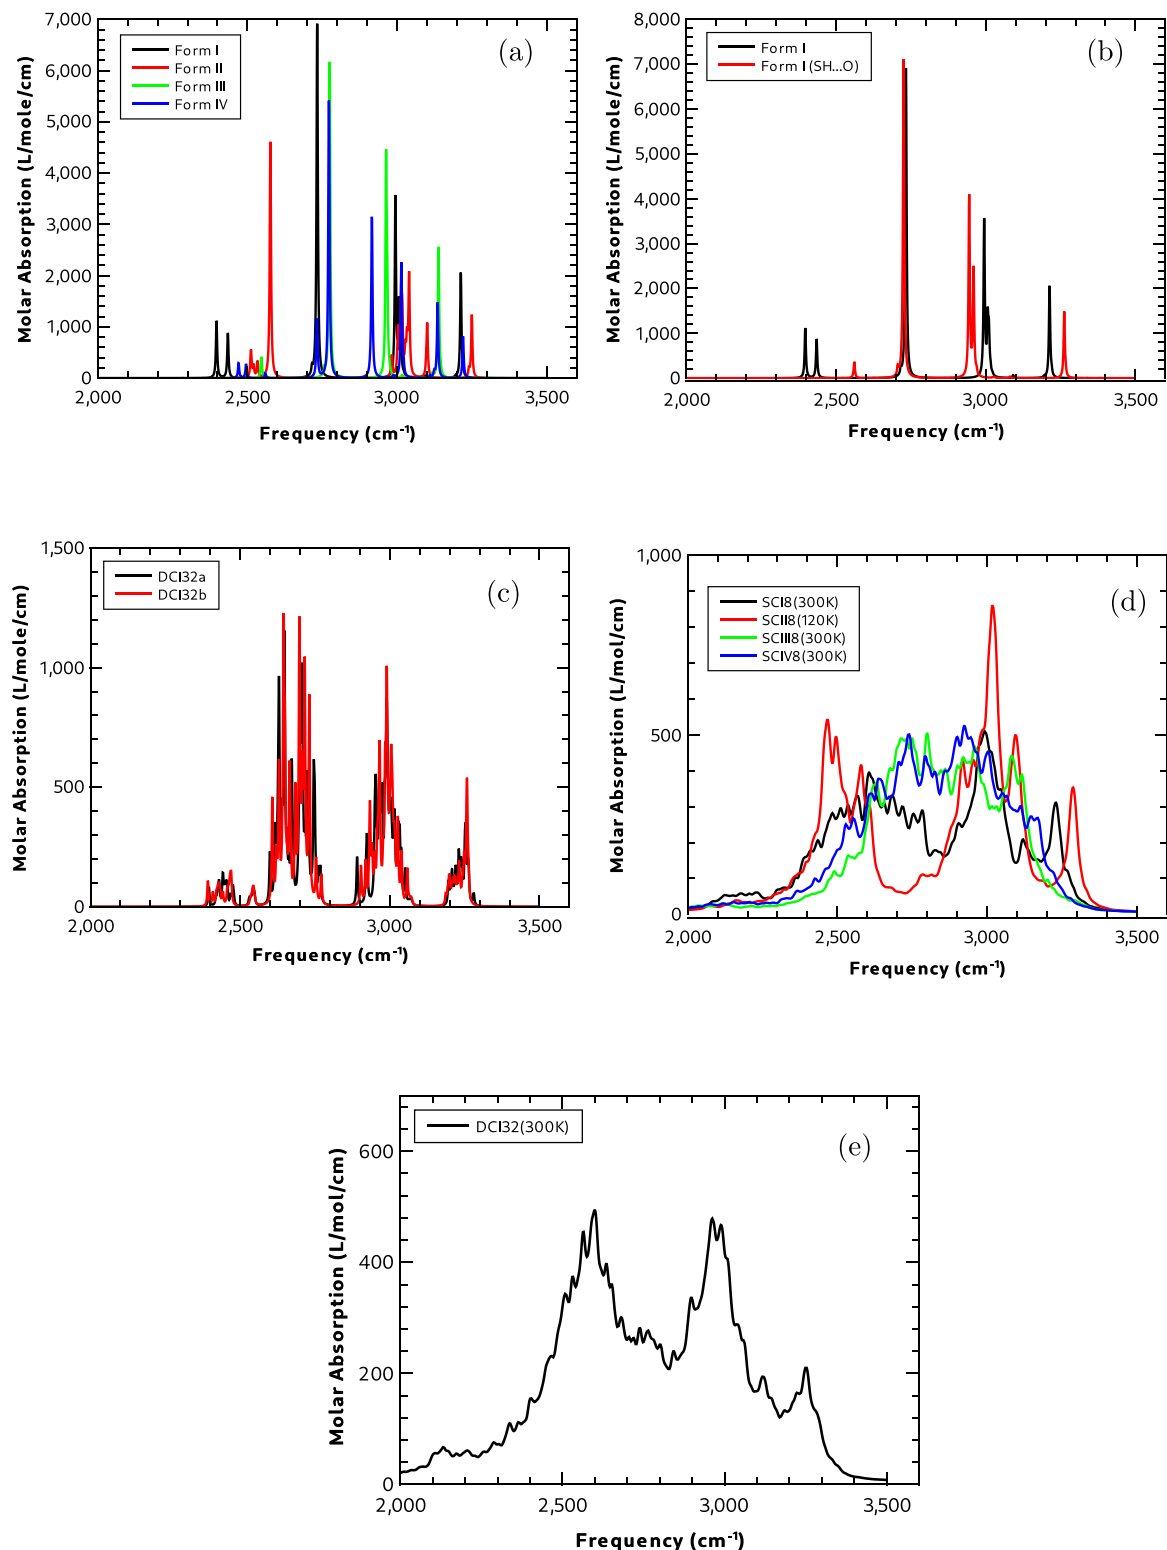 7,000
6,000
5,000
4,000
3,000
2,000
1,000
0
2,000 2,500 3,000 3,500
Molar Absorption (L/mole/cm)
Frequency (cm⁻¹)
Form I
Form II
Form III
Form IV
(a)
8,000
7,000
6,000
5,000
4,000
3,000
2,000
1,000
0
2,000 2,500 3,000 3,500
Molar Absorption (L/mole/cm)
Frequency (cm⁻¹)
Form I
Form I (SH...O)
(b)
1,500
1,000
500
0
2,000 2,500 3,000 3,500
Molar Absorption (L/mole/cm)
Frequency (cm⁻¹)
DCI32a
DCI32b
(c)
1,000
500
0
2,000 2,500 3,000 3,500
Molar Absorption (L/mol/cm)
Frequency (cm⁻¹)
SCI8(300K)
SCII8(120K)
SCIII8(300K)
SCIV8(300K)
(d)
600
400
200
0
2,000 2,500 3,000 3,500
Molar Absorption (L/mol/cm)
Frequency (cm⁻¹)
DCI32(300K)
(e)